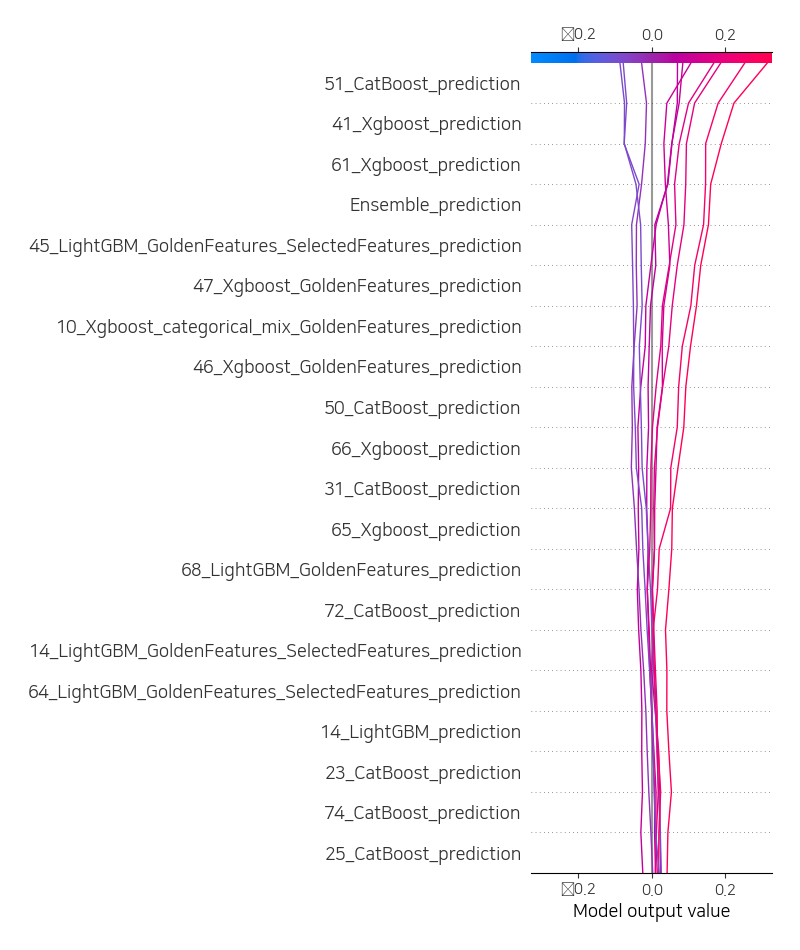 0.2 0.0 0.2
51_CatBoost_prediction
41_Xgboost_prediction
61_Xgboost_prediction
Ensemble_prediction
45_LightGBM_GoldenFeatures_SelectedFeatures_prediction
47_Xgboost_GoldenFeatures_prediction
10_Xgboost_categorical_mix_GoldenFeatures_prediction
46_Xgboost_GoldenFeatures_prediction
50_CatBoost_prediction
66_Xgboost_prediction
31_CatBoost_prediction
65_Xgboost_prediction
68_LightGBM_GoldenFeatures_prediction
72_CatBoost_prediction
14_LightGBM_GoldenFeatures_SelectedFeatures_prediction
64_LightGBM_GoldenFeatures_SelectedFeatures_prediction
14_LightGBM_prediction
23_CatBoost_prediction
74_CatBoost_prediction
25_CatBoost_prediction
0.2 0.0 0.2
Model output value